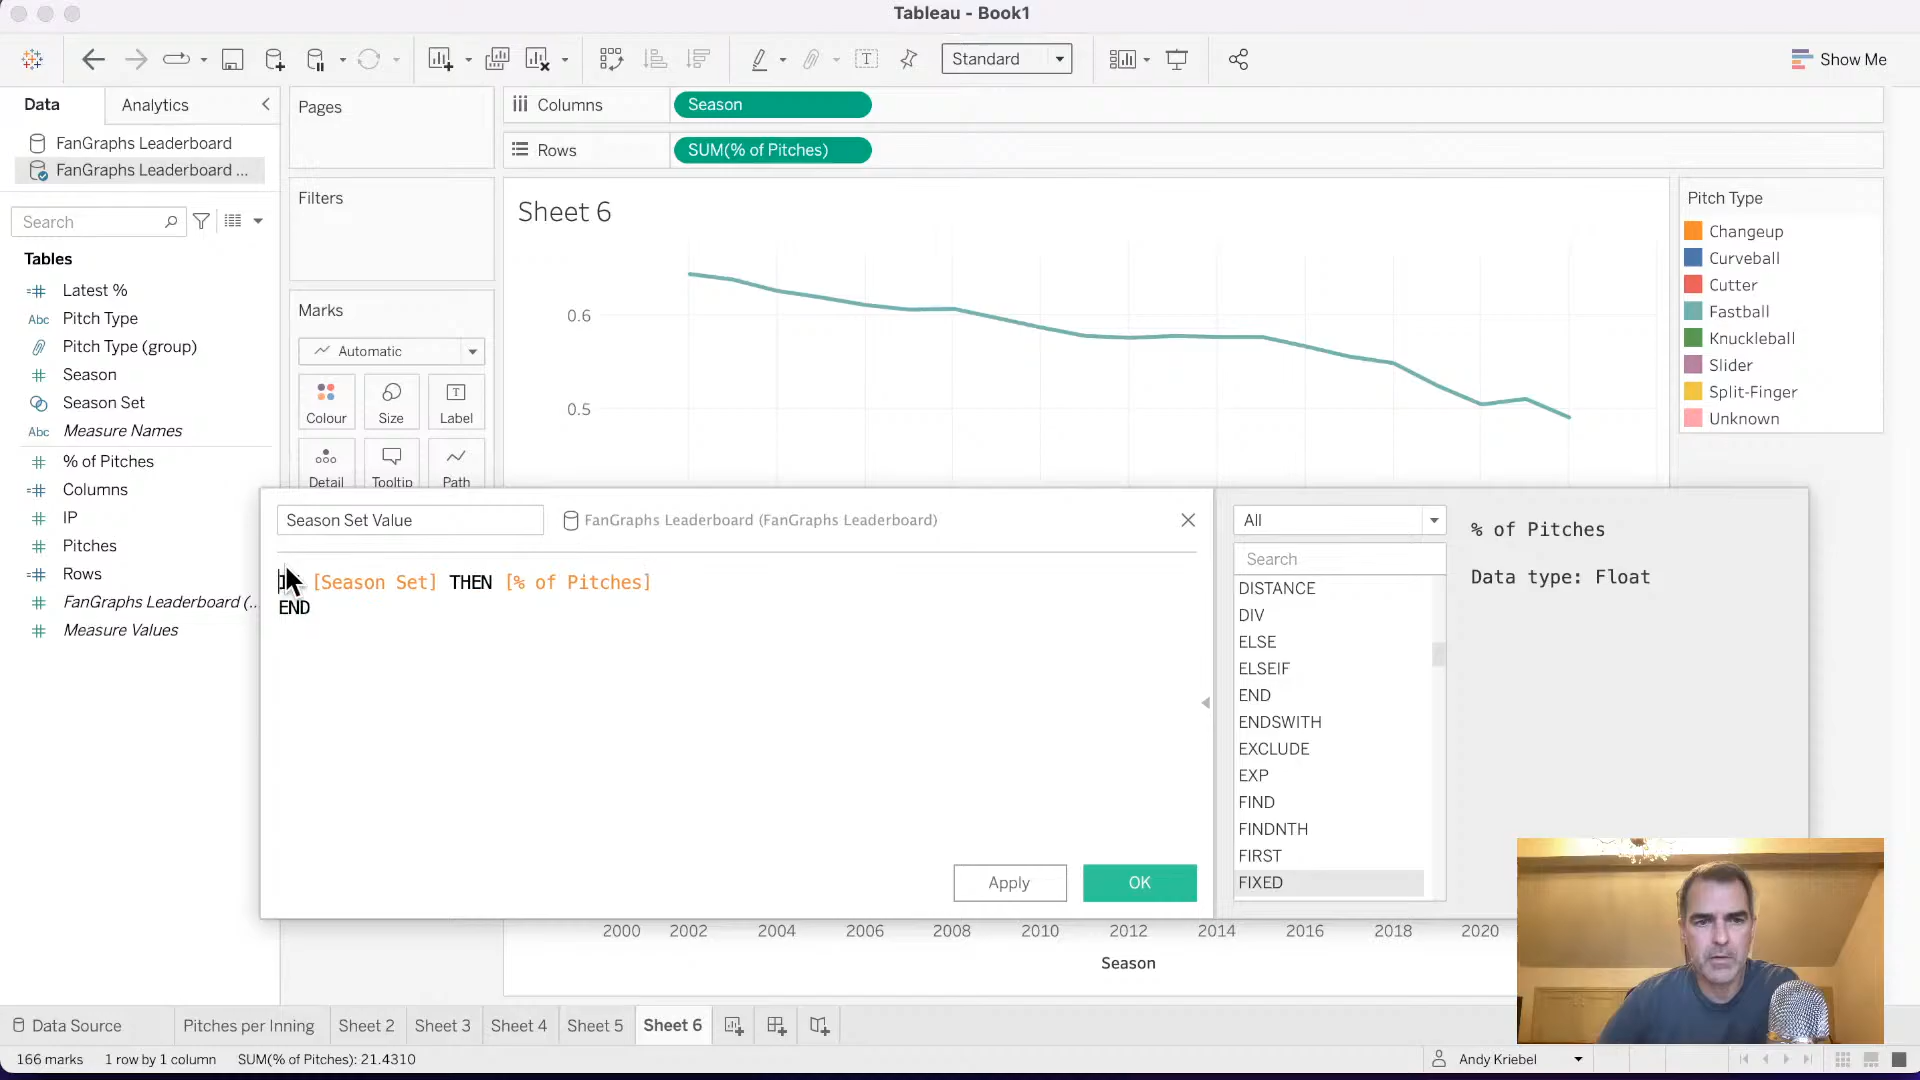 Tableau - Book1
Standard
Show Me
Data
Analytics
FanGraphs Leaderboard
FanGraphs Leaderboard ...
Search
Tables
Latest %
Abc Pitch Type
Pitch Type (group)
Season
Season Set
Abc Measure Names
% of Pitches
Columns
IP
Pitches
Rows
FanGraphs Leaderboard (...
Measure Values
Pages
Filters
Marks
Automatic
Colour
Size
Label
Detail
Tooltip
Path
Columns
Season
Rows
SUM(% of Pitches)
Sheet 6
0.6
0.5
Pitch Type
Changeup
Curveball
Cutter
Fastball
Knuckleball
Slider
Split-Finger
Unknown
Season Set Value
FanGraphs Leaderboard (FanGraphs Leaderboard)
[Season Set] THEN [% of Pitches]
END
Apply
OK
All
Search
DISTANCE
DIV
ELSE
ELSEIF
END
ENDSWITH
EXCLUDE
EXP
FIND
FINDNTH
FIRST
FIXED
% of Pitches
Data type: Float
2000 2002 2004 2006 2008 2010 2012 2014 2016 2018 2020
Season
Data Source
Pitches per Inning
Sheet 2
Sheet 3
Sheet 4
Sheet 5
Sheet 6
166 marks
1 row by 1 column
SUM(% of Pitches): 21.4310
Andy Kriebel